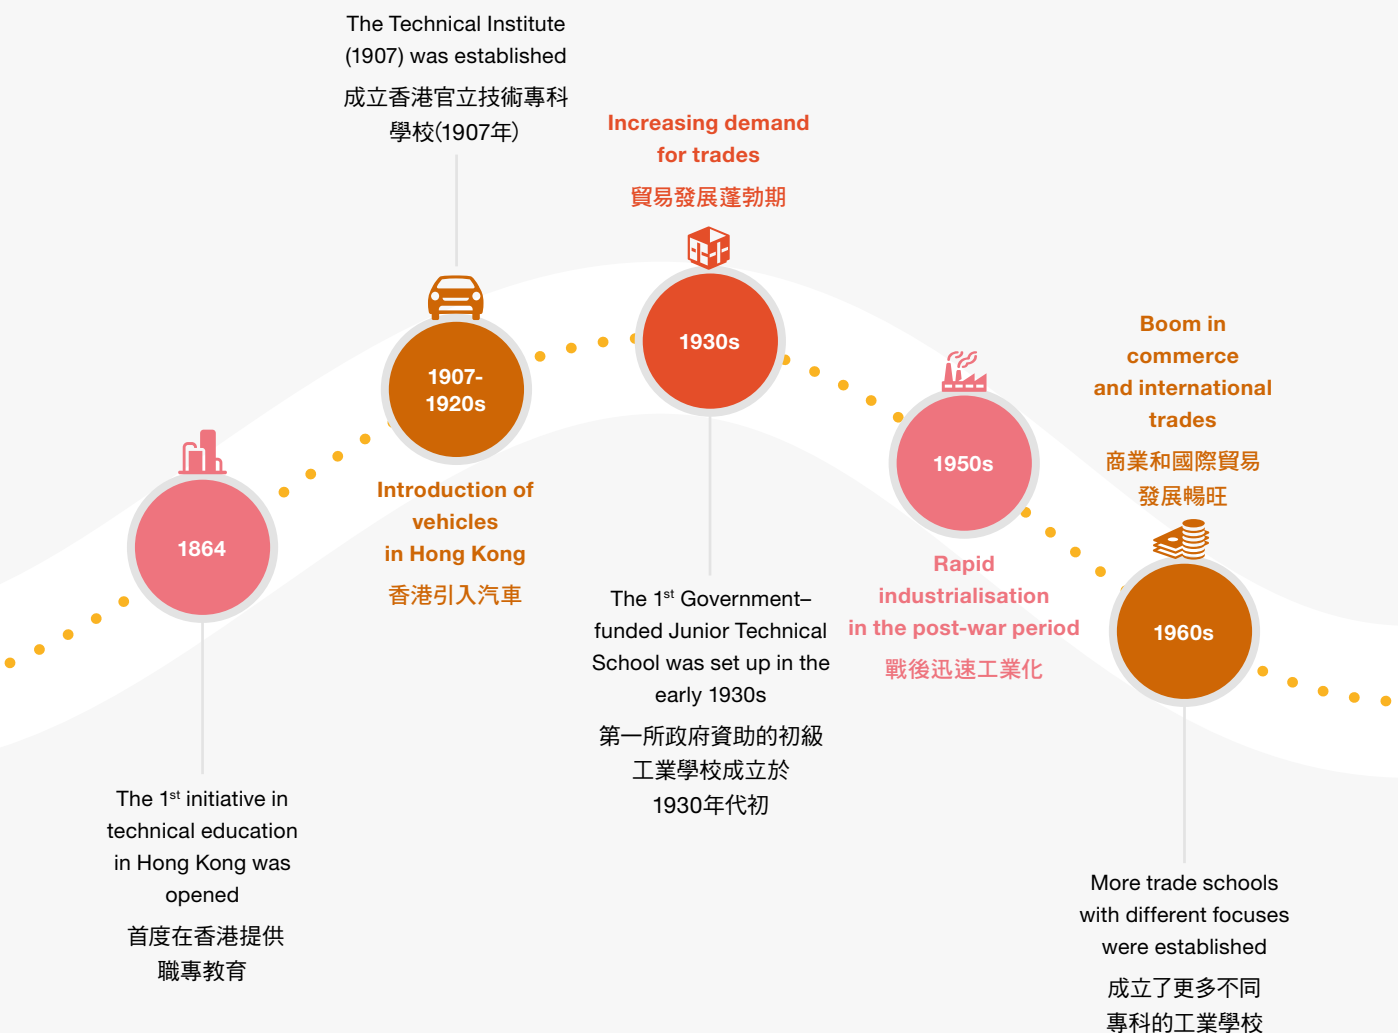 The Technical Institute
(1907) was established
成立香港官立技術專科
學校(1907年)
Increasing demand
for trades
貿易發展蓬勃期
Boom in
commerce
and international
trades
商業和國際貿易
發展暢旺
1864
1907-
1920s
1930s
1950s
1960s
Introduction of
vehicles
in Hong Kong
香港引入汽車
The 1st Government–
funded Junior Technical
School was set up in the
early 1930s
第一所政府資助的初級
工業學校成立於
1930年代初
Rapid
industrialisation
in the post-war period
戰後迅速工業化
The 1st initiative in
technical education
in Hong Kong was
opened
首度在香港提供
職專教育
More trade schools
with different focuses
were established
成立了更多不同
專科的工業學校